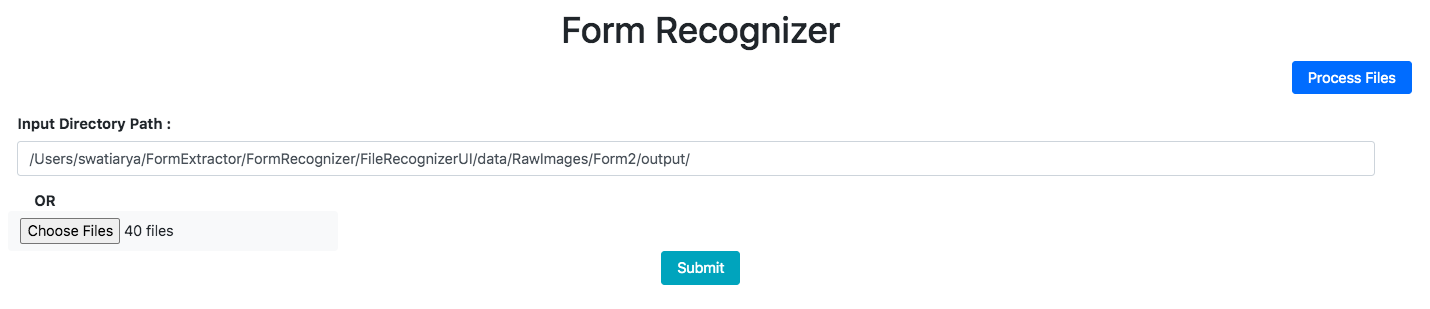 Form Recognizer
Process Files
Input Directory Path :
/Users/swatiarya/FormExtractor/FormRecognizer/FileRecognizerUI/data/RawImages/Form2/output/
OR
Choose Files 40 files
Submit